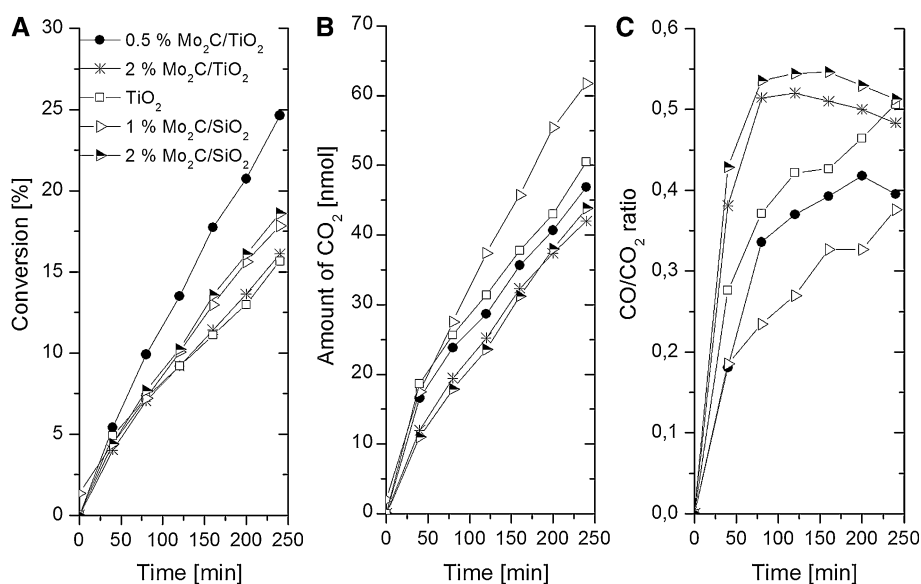 A
30
25
20
15
10
5
0
Conversion [%]
0.5 % Mo₂C/TiO₂
2 % Mo₂C/TiO₂
TiO₂
1 % Mo₂C/SiO₂
2 % Mo₂C/SiO₂
0 50 100 150 200 250
Time [min]
B
70
60
50
40
30
20
10
0
Amount of CO₂ [nmol]
0 50 100 150 200 250
Time [min]
C
0,6
0,5
0,4
0,3
0,2
0,1
0,0
CO/CO₂ ratio
0 50 100 150 200 250
Time [min]